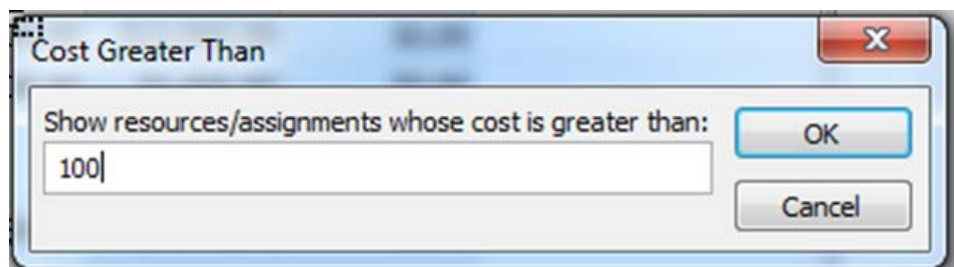 Cost Greater Than
Show resources/assignments whose cost is greater than:
OK
100
Cancel